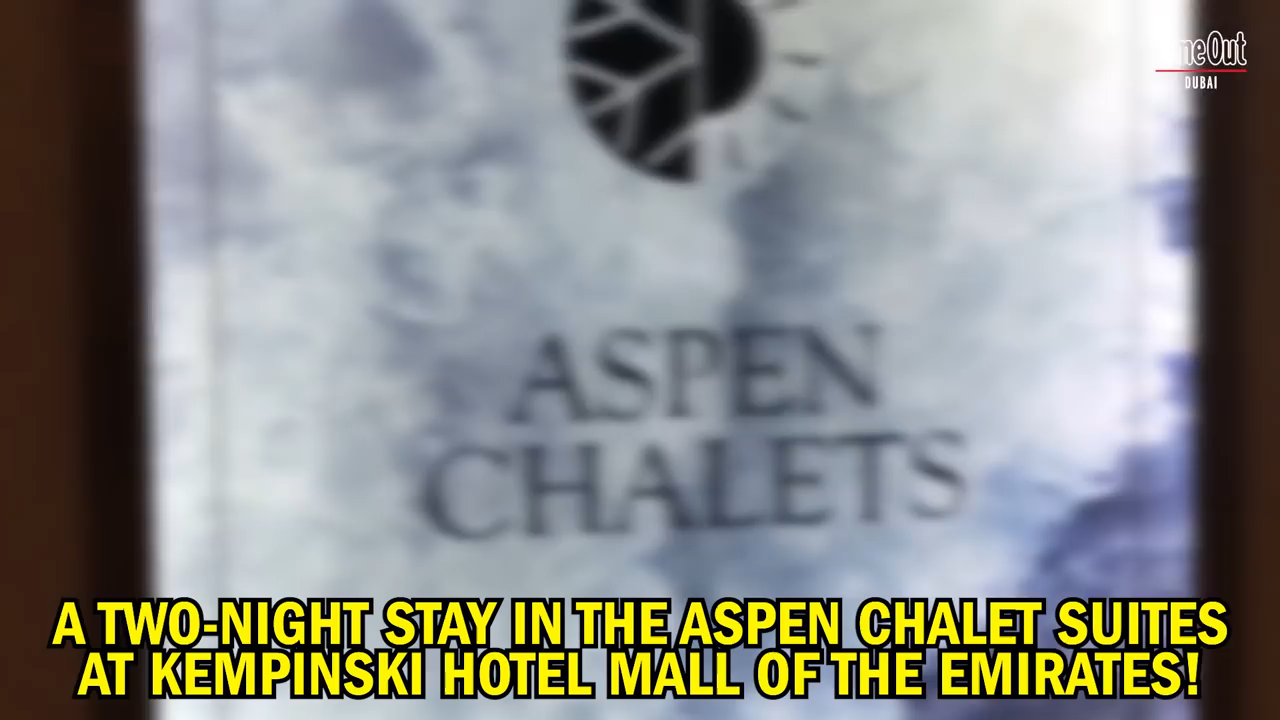 DUBAI
ASPEN
CHALETS
A TWO-NIGHT STAY IN THE ASPEN CHALET SUITES
AT KEMPINSKI HOTEL MALL OF THE EMIRATES!